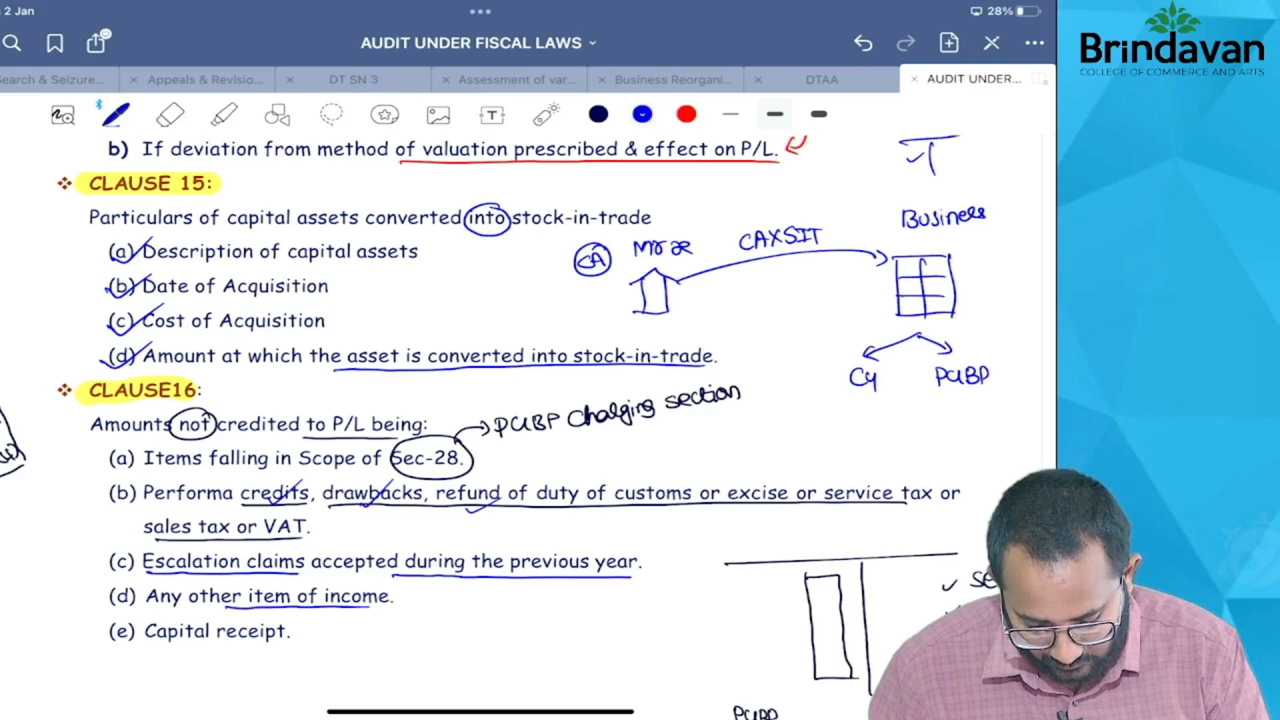 2 Jan
28%
AUDIT UNDER FISCAL LAWS
Brindavan
COLLEGE OF COMMERCE AND ARTS
earch & Seizure...
Appeals & Revisio...
DT SN 3
Assessment of var...
Business Reorgani...
DTAA
AUDIT UNDER...
b) If deviation from method of valuation prescribed & effect on P/L.
CLAUSE 15:
Particulars of capital assets converted into stock-in-trade
Business
(a) Description of capital assets
CA
CAXSIT
(b) Date of Acquisition
(c) Cost of Acquisition
(d) Amount at which the asset is converted into stock-in-trade.
PGBP
CLAUSE16:
Amounts not credited to P/L being:
PGBP Charging section
(a) Items falling in Scope of Sec-28.
(b) Performa credits, drawbacks, refund of duty of customs or excise or service tax or
sales tax or VAT.
(c) Escalation claims accepted during the previous year.
(d) Any other item of income.
(e) Capital receipt.
PGBP